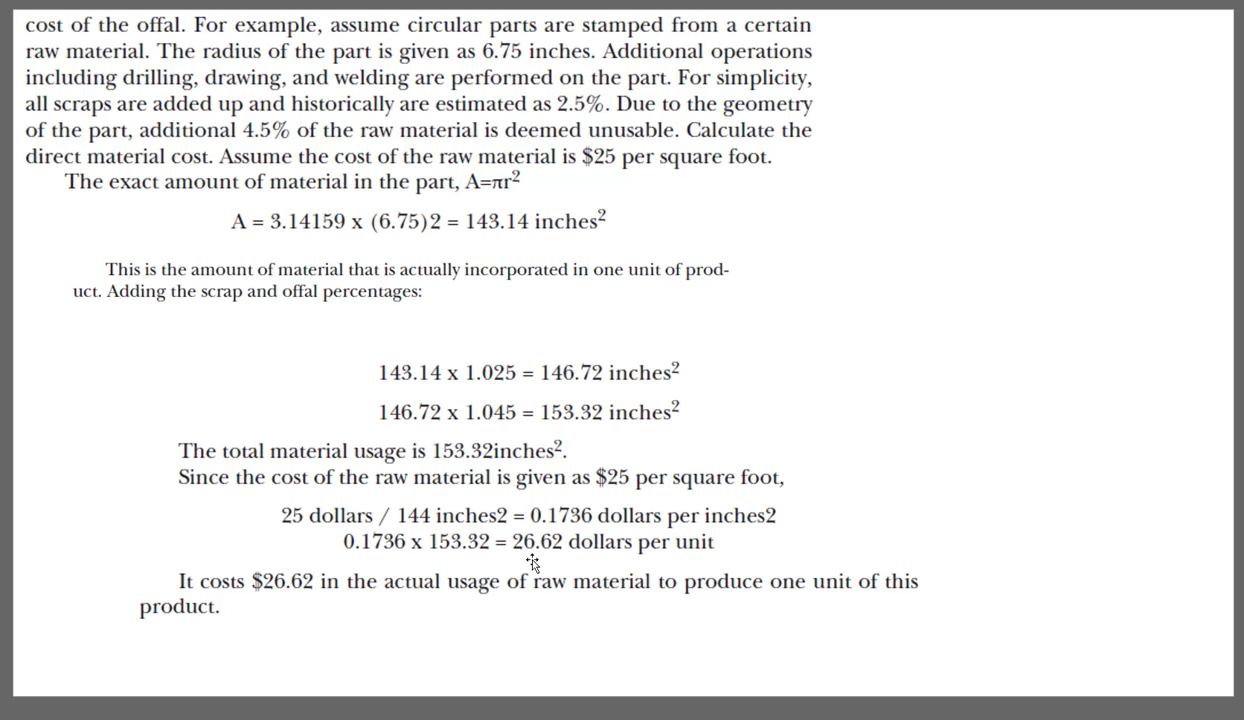 cost of the offal. For example, assume circular parts are stamped from a certain
raw material. The radius of the part is given as 6.75 inches. Additional operations
including drilling, drawing, and welding are performed on the part. For simplicity,
all scraps are added up and historically are estimated as 2.5%. Due to the geometry
of the part, additional 4.5% of the raw material is deemed unusable. Calculate the
direct material cost. Assume the cost of the raw material is $25 per square foot.
The exact amount of material in the part, A=πr²
A = 3.14159 x (6.75)2 = 143.14 inches²
This is the amount of material that is actually incorporated in one unit of prod-
uct. Adding the scrap and offal percentages:
143.14 x 1.025 = 146.72 inches²
146.72 x 1.045 = 153.32 inches²
The total material usage is 153.32inches².
Since the cost of the raw material is given as $25 per square foot,
25 dollars / 144 inches2 = 0.1736 dollars per inches2
0.1736 x 153.32 = 26.62 dollars per unit
It costs $26.62 in the actual usage of raw material to produce one unit of this
product.